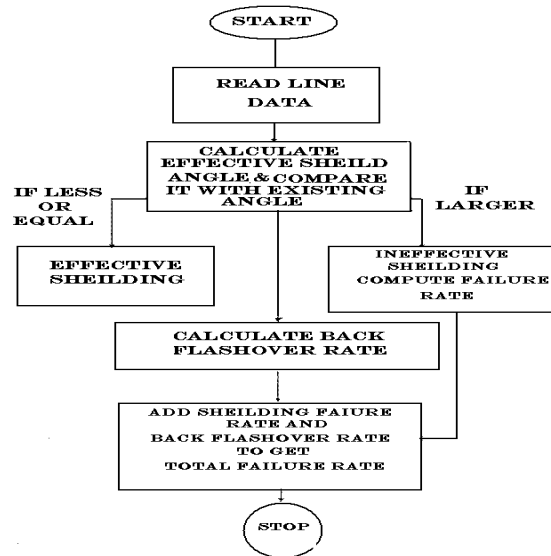 START
READ LINE
DATA
CALCULATE
EFFECTIVE SHEILD
ANGLE & COMPARE
IT WITH EXISTING
ANGLE
IF LESS
OR
EQUAL
IF
LARGER
EFFECTIVE
SHEILDING
INEFFECTIVE
SHEILDING
COMPUTE FAILURE
RATE
CALCULATE BACK
FLASHOVER RATE
ADD SHEILDING FAIURE
RATE AND
BACK FLASHOVER RATE
TO GET
TOTAL FAILURE RATE
STOP